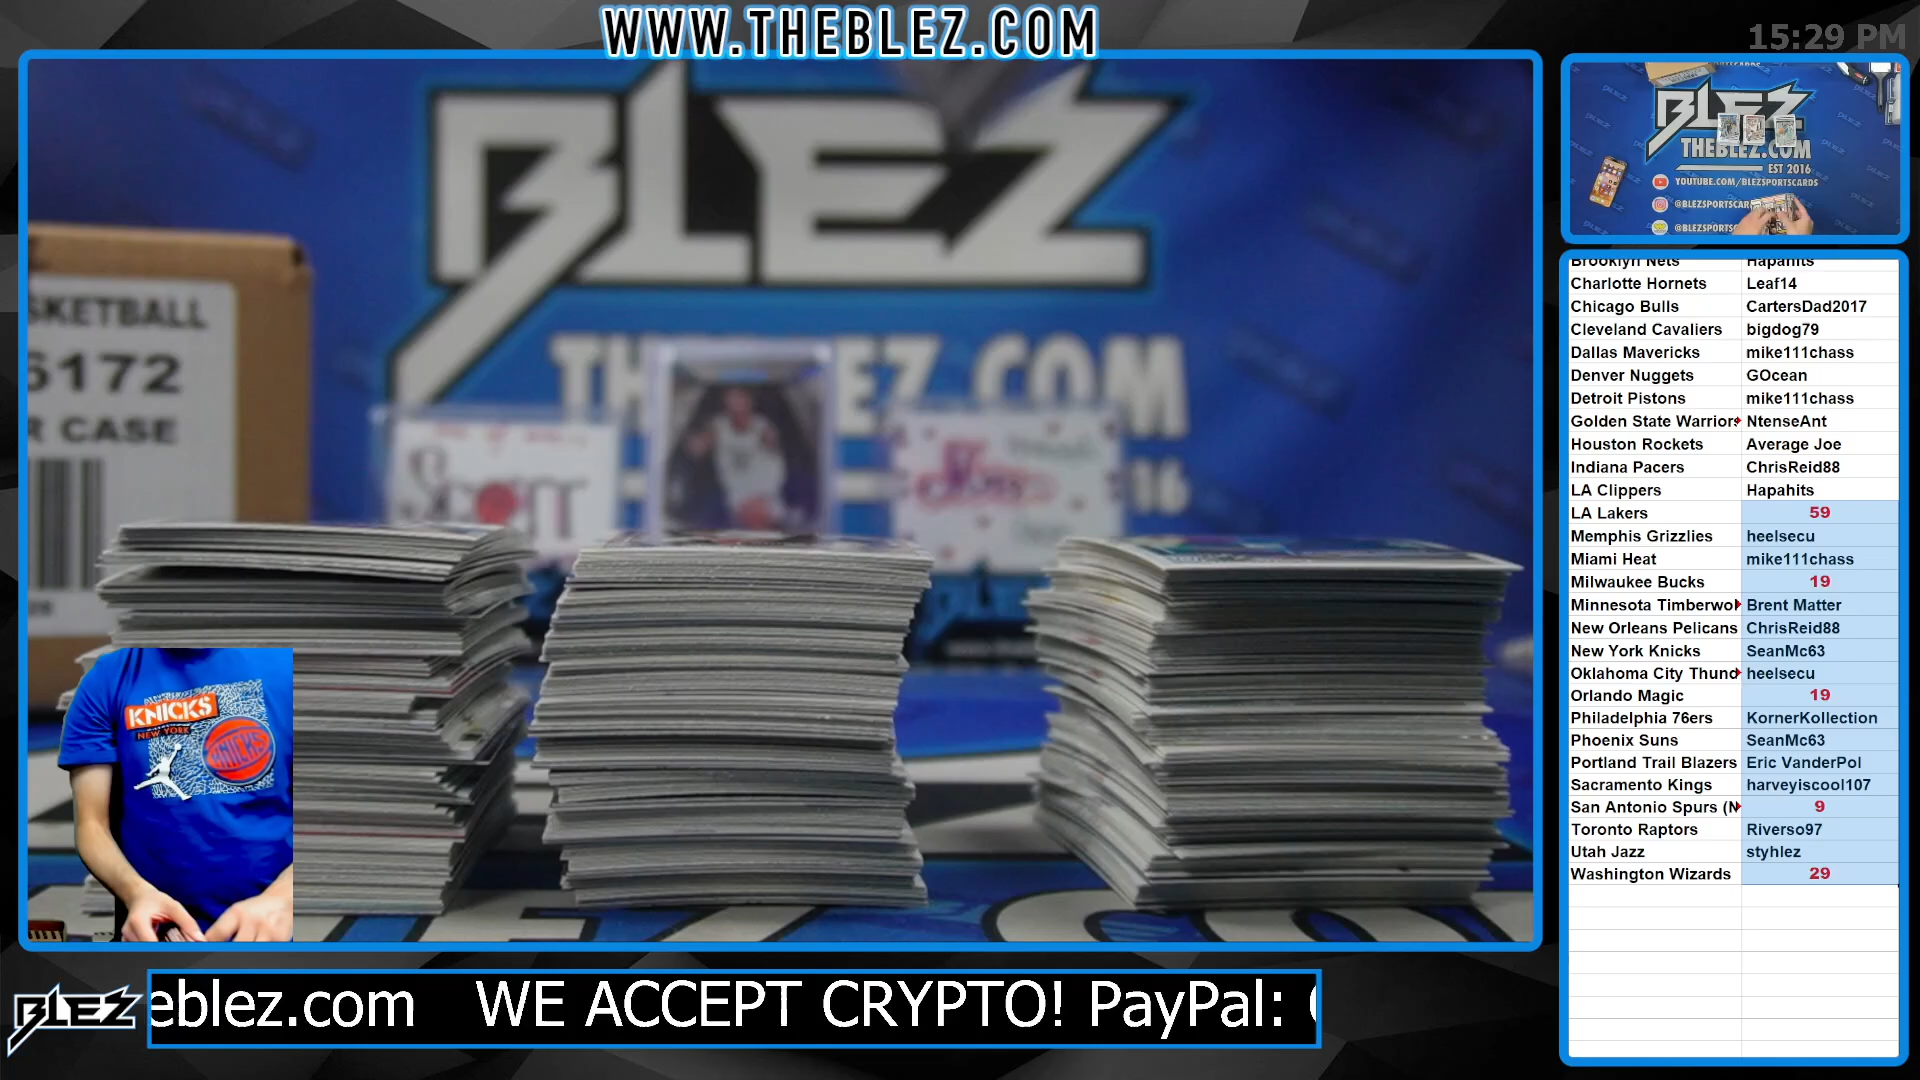 WWW.THEBLEZ.COM
15:29 PM
BLEZ
SKETBALL
6172
R CASE
KNICKS
NEW YORK
KNICKS
BLEZ
THEBLEZ.COM
EST 2016
YOUTUBE.COM/BLEZSPORTSCARDS
@BLEZSPORTSCAR
@BLEZSPORTS
Brooklyn Nets Hapahits
Charlotte Hornets Leaf14
Chicago Bulls CartersDad2017
Cleveland Cavaliers bigdog79
Dallas Mavericks mike111chass
Denver Nuggets GOcean
Detroit Pistons mike111chass
Golden State Warriors NtenseAnt
Houston Rockets Average Joe
Indiana Pacers ChrisReid88
LA Clippers Hapahits
LA Lakers 59
Memphis Grizzlies heelsecu
Miami Heat mike111chass
Milwaukee Bucks 19
Minnesota Timberwol Brent Matter
New Orleans Pelicans ChrisReid88
New York Knicks SeanMc63
Oklahoma City Thund heelsecu
Orlando Magic 19
Philadelphia 76ers KornerKollection
Phoenix Suns SeanMc63
Portland Trail Blazers Eric VanderPol
Sacramento Kings harveyiscool107
San Antonio Spurs (N 9
Toronto Raptors Riverso97
Utah Jazz styhlez
Washington Wizards 29
BLEZ
eblez.com WE ACCEPT CRYPTO! PayPal: